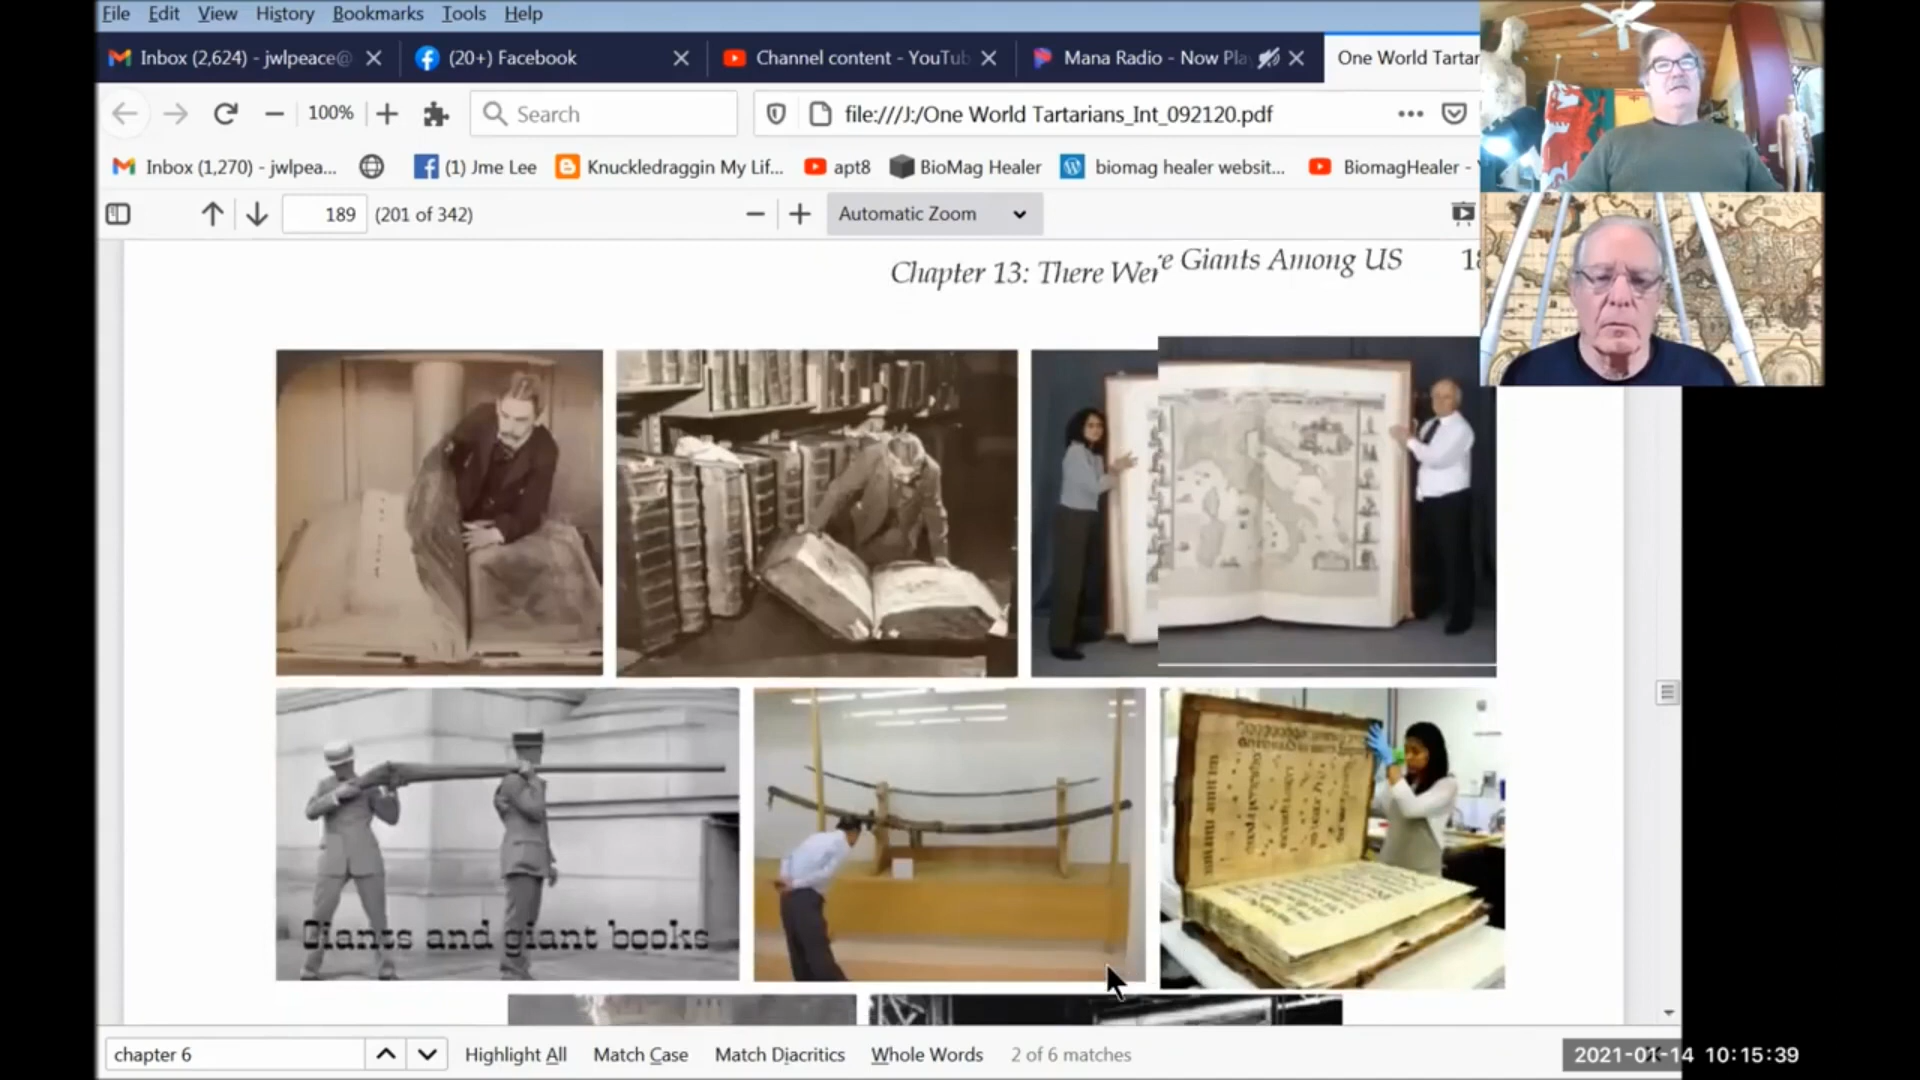 File Edit View History Bookmarks Tools Help
Inbox (2,624) - jwlpeace@
(20+) Facebook
Channel content - YouTub
Mana Radio - Now Pla
One World Tartar
100%
Search
file:///J:/One World Tartarians_Int_092120.pdf
Inbox (1,270) - jwlpea...
(1) Jme Lee
Knuckledraggin My Lif...
apt8
BioMag Healer
biomag healer websit...
BiomagHealer -
189 (201 of 342)
Automatic Zoom
Chapter 13: There Were Giants Among US
Giants and giant books
chapter 6
Highlight All
Match Case
Match Diacritics
Whole Words
2 of 6 matches
2021-01-14 10:15:39